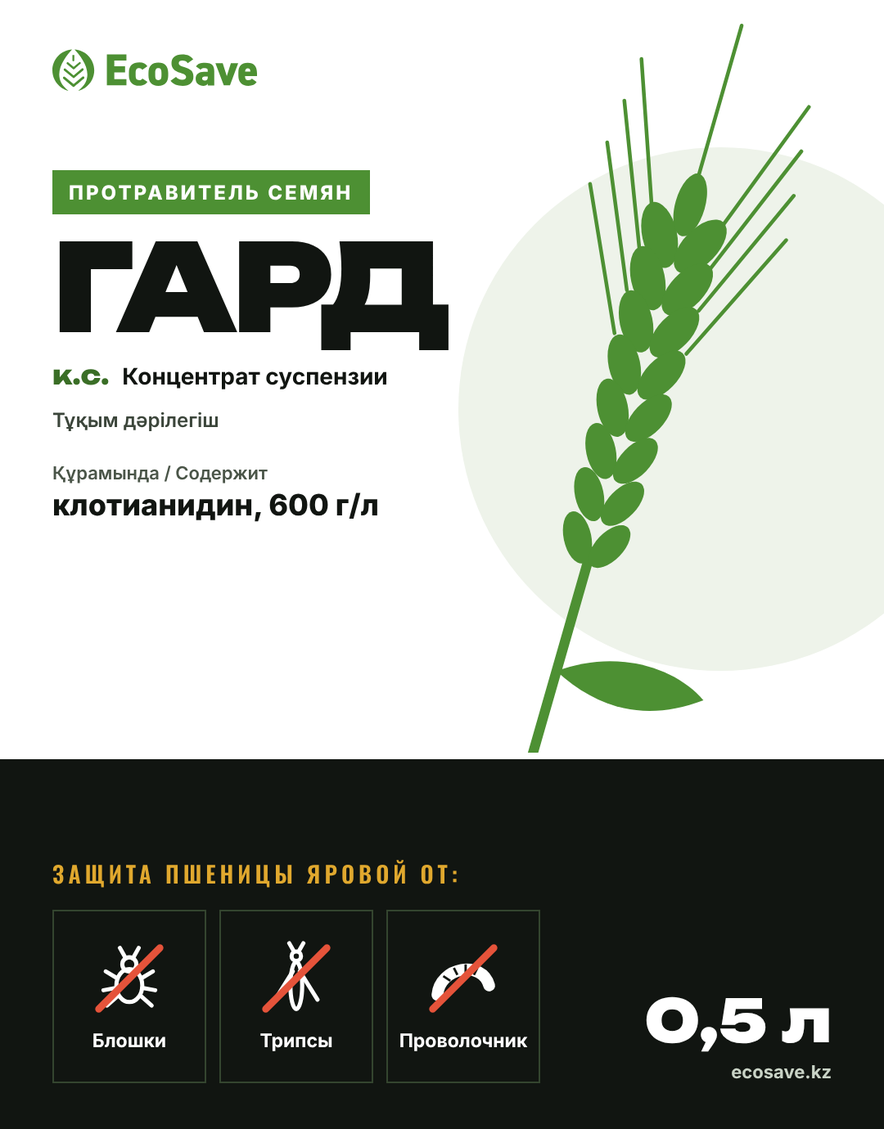 EcoSave
ПРОТРАВИТЕЛЬ СЕМЯН
ГАРД
к.с. Концентрат суспензии
Тұқым дәрілегіш
Құрамында / Содержит
клотианидин, 600 г/л
ЗАЩИТА ПШЕНИЦЫ ЯРОВОЙ ОТ:
Блошки
Трипсы
Проволочник
0,5 л
ecosave.kz